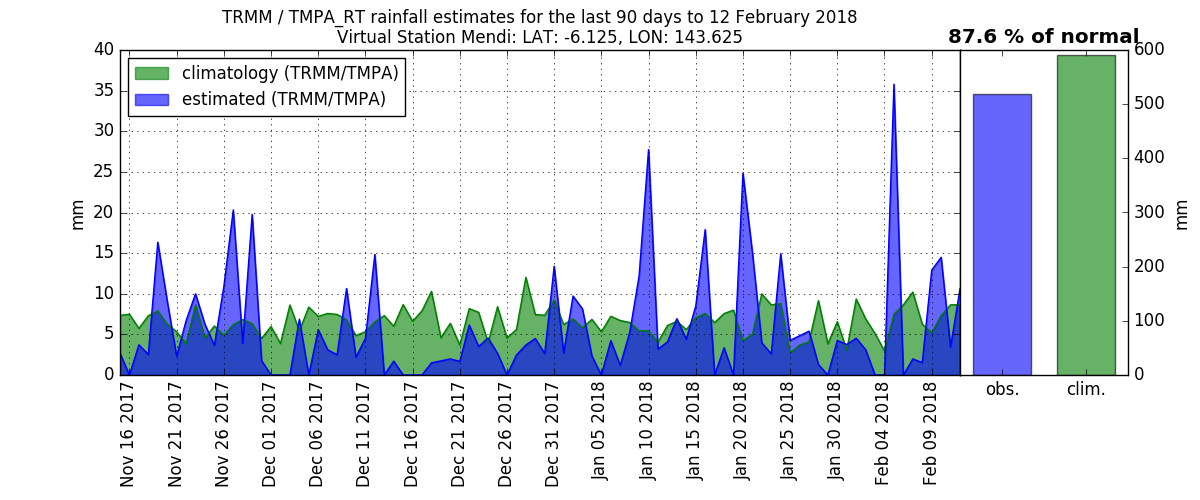 TRMM / TMPA_RT rainfall estimates for the last 90 days to 12 February 2018
Virtual Station Mendi: LAT: -6.125, LON: 143.625
87.6 % of normal
climatology (TRMM/TMPA)
estimated (TRMM/TMPA)
40
35
30
25
20
15
10
5
0
mm
600
500
400
300
200
100
0
mm
Nov 16 2017
Nov 21 2017
Nov 26 2017
Dec 01 2017
Dec 06 2017
Dec 11 2017
Dec 16 2017
Dec 21 2017
Dec 26 2017
Dec 31 2017
Jan 05 2018
Jan 10 2018
Jan 15 2018
Jan 20 2018
Jan 25 2018
Jan 30 2018
Feb 04 2018
Feb 09 2018
obs.
clim.